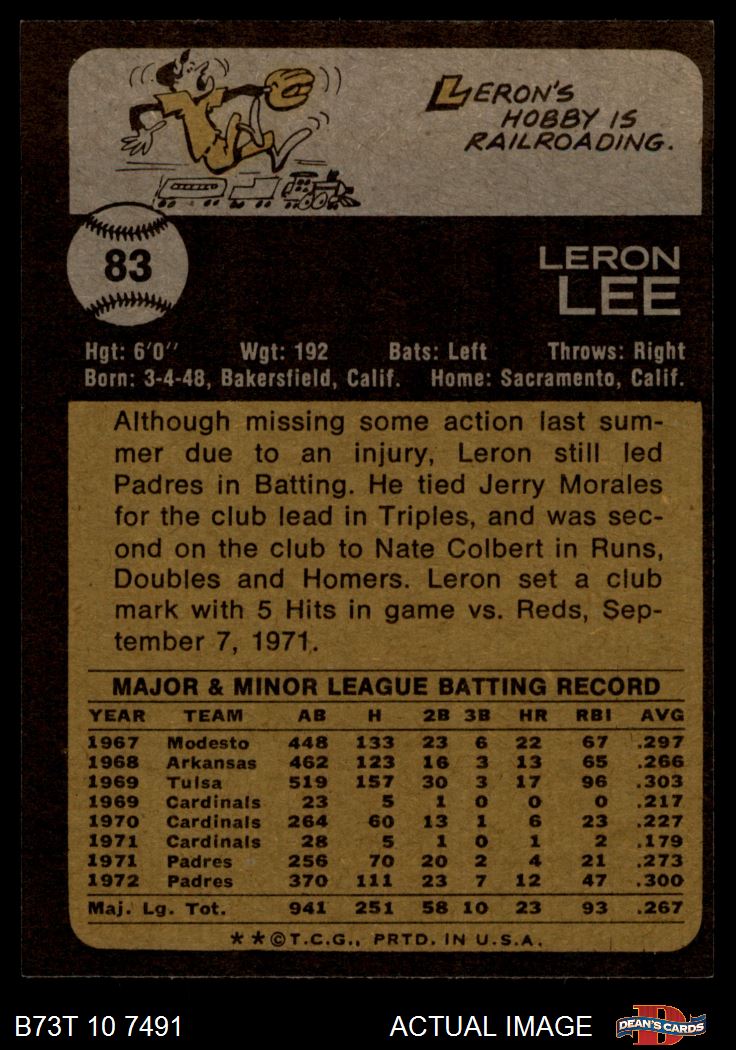 LERON'S
HOBBY IS
RAILROADING.
83
LERON
LEE
Hgt: 6'0" Wgt: 192 Bats: Left Throws: Right
Born: 3-4-48, Bakersfield, Calif. Home: Sacramento, Calif.
Although missing some action last sum-
mer due to an injury, Leron still led
Padres in Batting. He tied Jerry Morales
for the club lead in Triples, and was sec-
ond on the club to Nate Colbert in Runs,
Doubles and Homers. Leron set a club
mark with 5 Hits in game vs. Reds, Sep-
tember 7, 1971.
MAJOR & MINOR LEAGUE BATTING RECORD
YEAR TEAM AB H 2B 3B HR RBI AVG
1967 Modesto 448 133 23 6 22 67 .297
1968 Arkansas 462 123 16 3 13 65 .266
1969 Tulsa 519 157 30 3 17 96 .303
1969 Cardinals 23 5 1 0 0 0 .217
1970 Cardinals 264 60 13 1 6 23 .227
1971 Cardinals 28 5 1 0 1 2 .179
1971 Padres 256 70 20 2 4 21 .273
1972 Padres 370 111 23 7 12 47 .300
Maj. Lg. Tot. 941 251 58 10 23 93 .267
**©T.C.G., PRTD. IN U.S.A.
B73T 10 7491 ACTUAL IMAGE DEAN'S CARDS